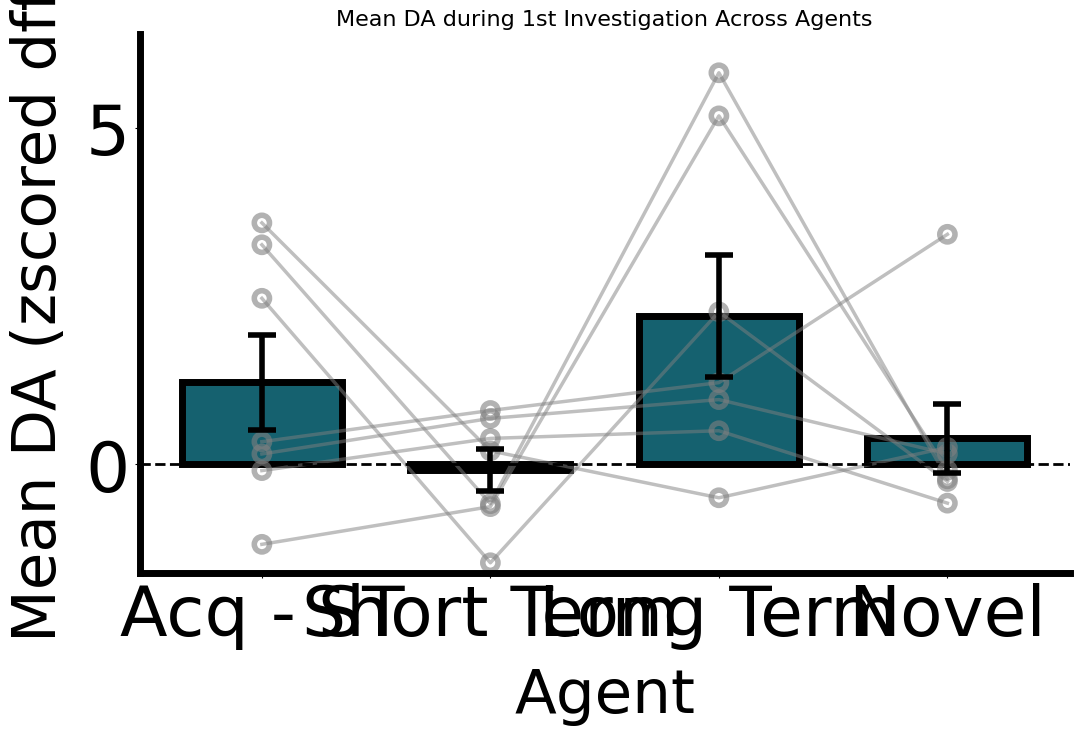 Mean DA during 1st Investigation Across Agents
Mean DA (zscored dff
5
0
Acq - ST
Short Term
Long Term
Novel
Agent